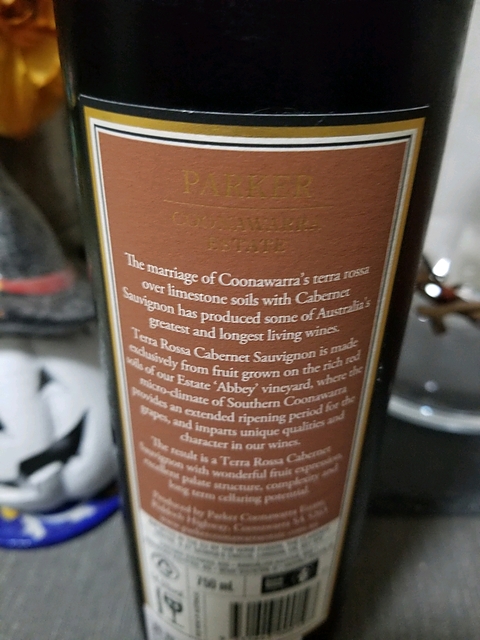 PARKER
COONAWARRA
ESTATE
The marriage of Coonawarra's terra rossa
over limestone soils with Cabernet
Sauvignon has produced some of Australia's
greatest and longest living wines.
Terra Rossa Cabernet Sauvignon is made
exclusively from fruit grown on the rich red
soils of our Estate 'Abbey' vineyard, where the
micro-climate of Southern Coonawarra
provides an extended ripening period for the
grapes, and imparts unique qualities and
character in our wines.
The result is a Terra Rossa Cabernet
Sauvignon with wonderful fruit expression,
excellent palate structure, complexity and
long term cellaring potential.
Produced by Parker Coonawarra Estate,
Highway, Coonawarra SA 5263
750 mL